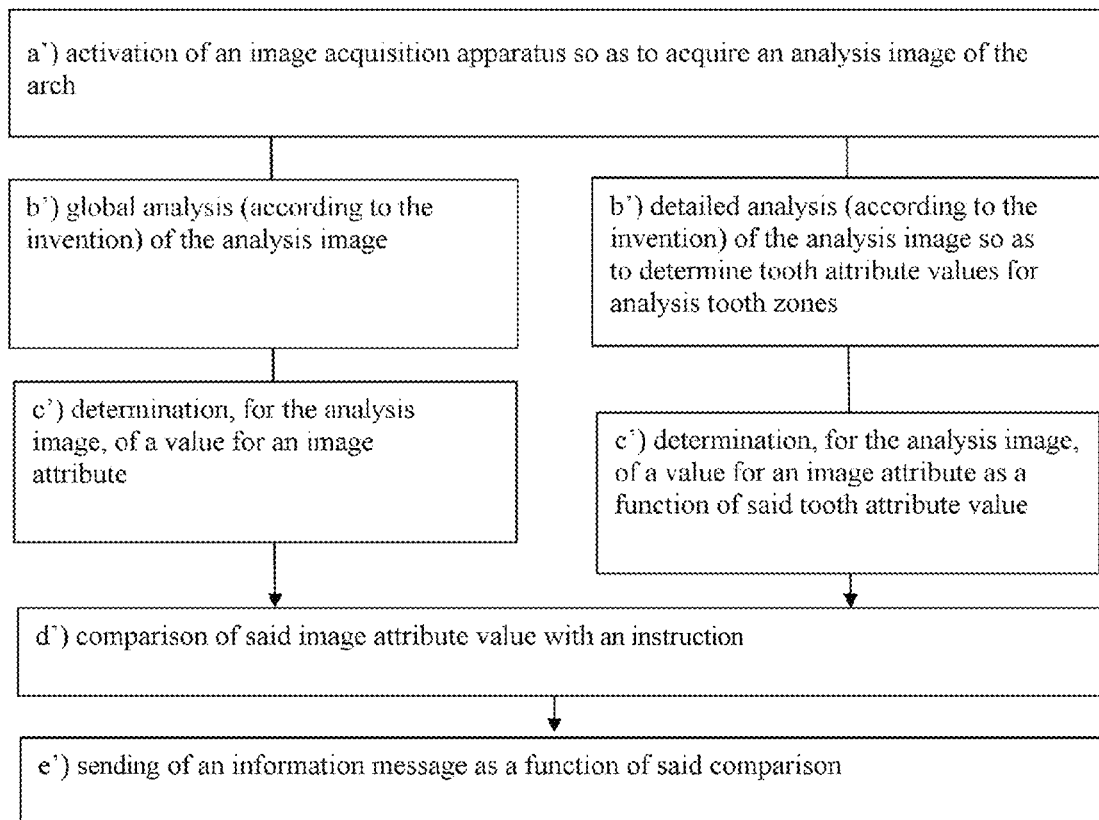 a’) activation of an image acquisition apparatus so as to acquire an analysis image of the
arch
b’) global analysis (according to the
invention) of the analysis image
b’) detailed analysis (according to the
invention) of the analysis image so as
to determine tooth attribute values for
analysis tooth zones
c’) determination, for the analysis
image, of a value for an image
attribute
c’) determination, for the analysis image,
of a value for an image attribute as a
function of said tooth attribute value
d’) comparison of said image attribute value with an instruction
e’) sending of an information message as a function of said comparison